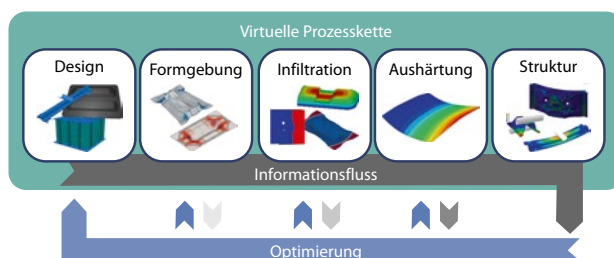 Virtuelle Prozesskette
Design
Formgebung
Infiltration
Aushärtung
Struktur
Informationsfluss
Optimierung